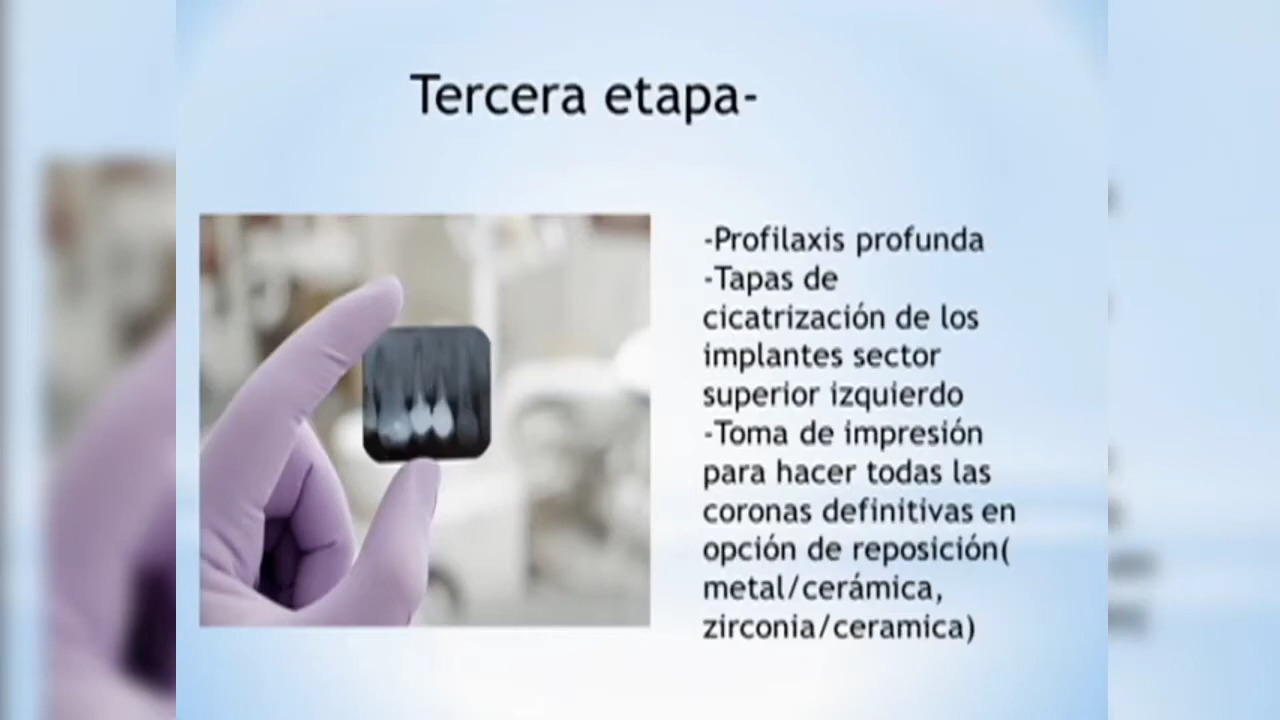 Tercera etapa-
-Profilaxis profunda
-Tapas de
cicatrización de los
implantes sector
superior izquierdo
-Toma de impresión
para hacer todas las
coronas definitivas en
opción de reposición(
metal/cerámica,
zirconia/ceramica)